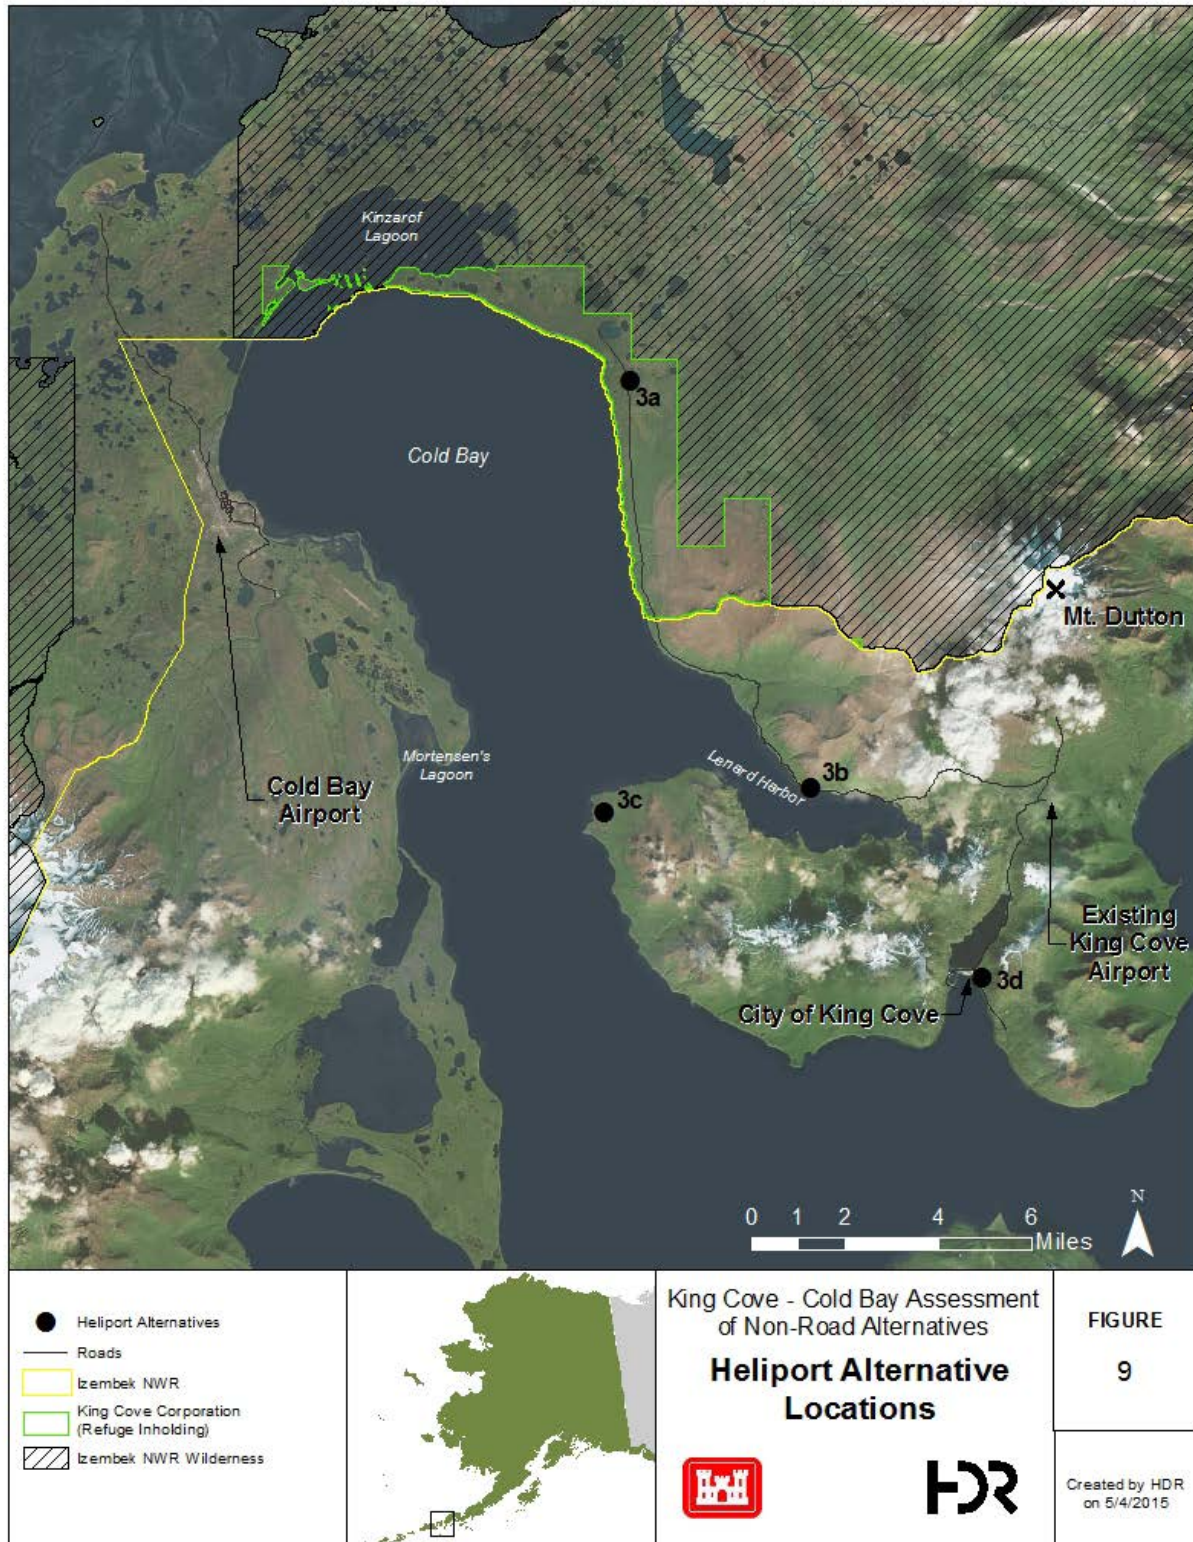 Kinzarof
Lagoon
3a
Cold Bay
Mt. Dutton
Mortensen's
Lagoon
Lenard Harbor
3b
Cold Bay
Airport
3c
Existing
King Cove
Airport
3d
City of King Cove
N
0 1 2 4 6
Miles
Heliport Alternatives
Roads
Izembek NWR
King Cove Corporation
(Refuge Inholding)
Izembek NWR Wilderness
King Cove - Cold Bay Assessment
of Non-Road Alternatives
Heliport Alternative
Locations
HDR
FIGURE
9
Created by HDR
on 5/4/2015